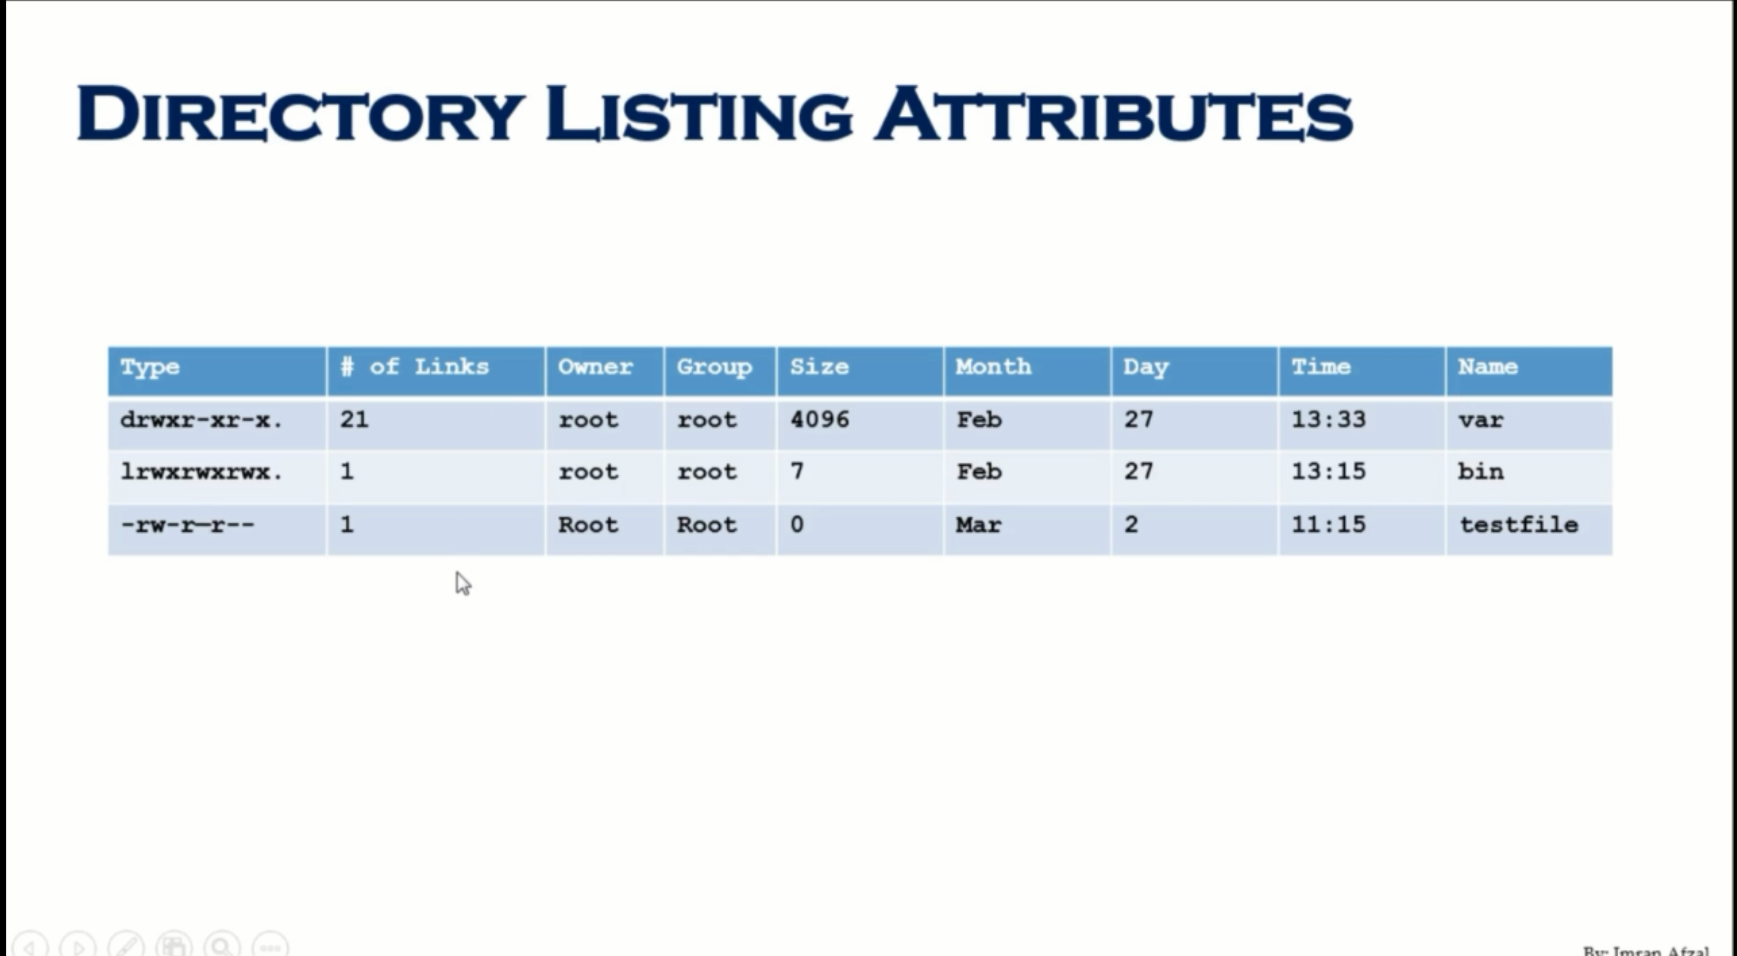 DIRECTORY LISTING ATTRIBUTES
Type # of Links Owner Group Size Month Day Time Name
drwxr-xr-x. 21 root root 4096 Feb 27 13:33 var
lrwxrwxrwx. 1 root root 7 Feb 27 13:15 bin
-rw-r—r-- 1 Root Root 0 Mar 2 11:15 testfile
By: Imran Afzal